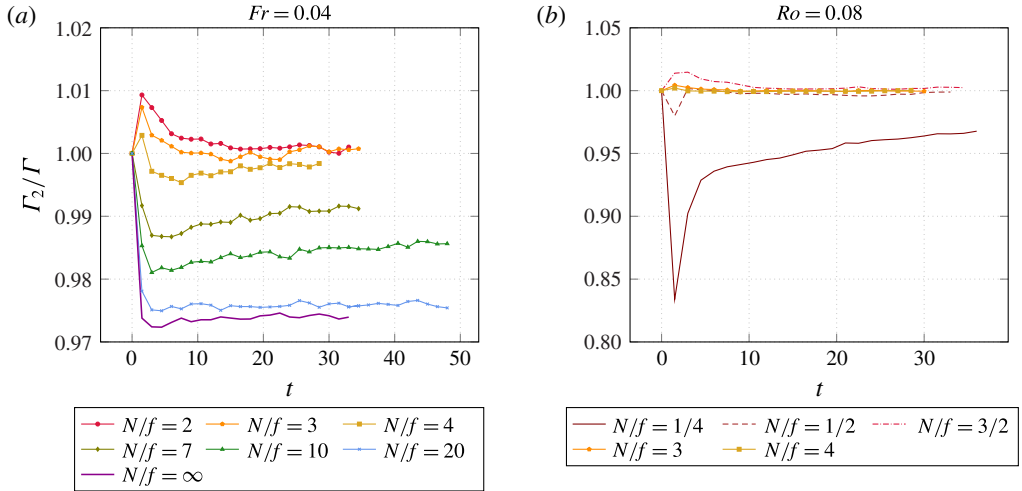 (a)
Fr = 0.04
1.02
1.01
1.00
0.99
0.98
0.97
Γ2/Γ
0 10 20 30 40 50
t
N/f = 2 N/f = 3 N/f = 4
N/f = 7 N/f = 10 N/f = 20
N/f = ∞
(b)
Ro = 0.08
1.05
1.00
0.95
0.90
0.85
0.80
0 10 20 30
t
N/f = 1/4 N/f = 1/2 N/f = 3/2
N/f = 3 N/f = 4